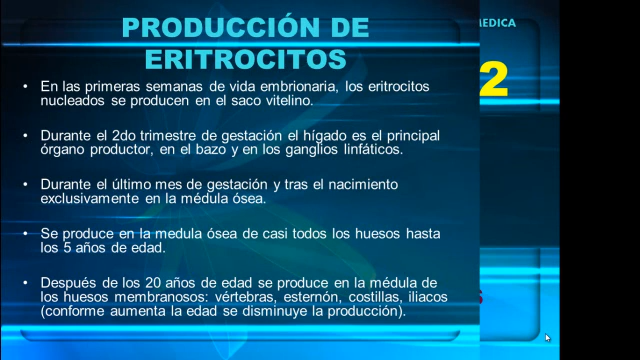 PRODUCCIÓN DE
ERITROCITOS
• En las primeras semanas de vida embrionaria, los eritrocitos
nucleados se producen en el saco vitelino.
• Durante el 2do trimestre de gestación el hígado es el principal
órgano productor, en el bazo y en los ganglios linfáticos.
• Durante el último mes de gestación y tras el nacimiento
exclusivamente en la médula ósea.
• Se produce en la medula ósea de casi todos los huesos hasta
los 5 años de edad.
• Después de los 20 años de edad se produce en la médula de
los huesos membranosos: vértebras, esternón, costillas, iliacos
(conforme aumenta la edad se disminuye la producción).
MEDICA
2